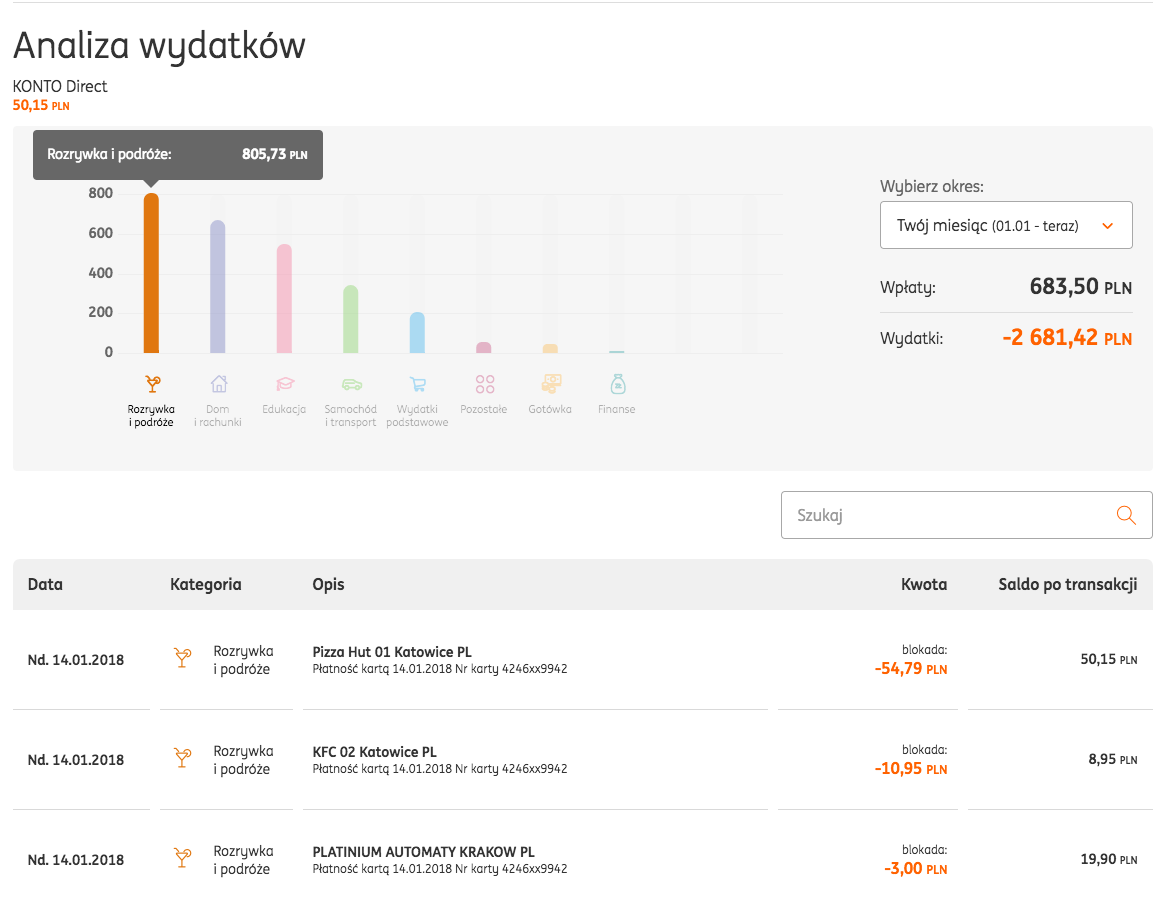 Analiza wydatków
KONTO Direct
50,15 PLN
Rozrywka i podróże: 805,73 PLN
800
600
400
200
0
Rozrywka i podróże
Dom i rachunki
Edukacja
Samochód i transport
Wydatki podstawowe
Pozostałe
Gotówka
Finanse
Wybierz okres:
Twój miesiąc (01.01 - teraz)
Wpłaty: 683,50 PLN
Wydatki: -2 681,42 PLN
Szukaj
Data Kategoria Opis Kwota Saldo po transakcji
Nd. 14.01.2018
Rozrywka
i podróże
Pizza Hut 01 Katowice PL
Płatność kartą 14.01.2018 Nr karty 4246xx9942
blokada:
-54,79 PLN
50,15 PLN
Nd. 14.01.2018
Rozrywka
i podróże
KFC 02 Katowice PL
Płatność kartą 14.01.2018 Nr karty 4246xx9942
blokada:
-10,95 PLN
8,95 PLN
Nd. 14.01.2018
Rozrywka
i podróże
PLATINIUM AUTOMATY KRAKOW PL
Płatność kartą 14.01.2018 Nr karty 4246xx9942
blokada:
-3,00 PLN
19,90 PLN